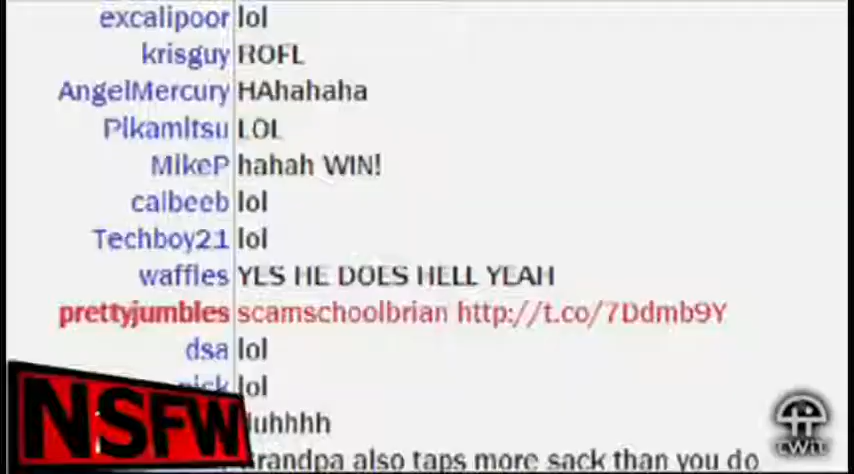 excalipoor lol
krisguy ROFL
AngelMercury HAhahaha
Pikamitsu LOL
MikeP hahah WIN!
calbeeb lol
Techboy21 lol
waffles YES HE DOES HELL YEAH
prettyjumbles scamschoolbrian http://t.co/7Ddmb9Y
dsa lol
nick lol
uhhhh
Grandpa also taps more sack than you do
NSFW
tWiT